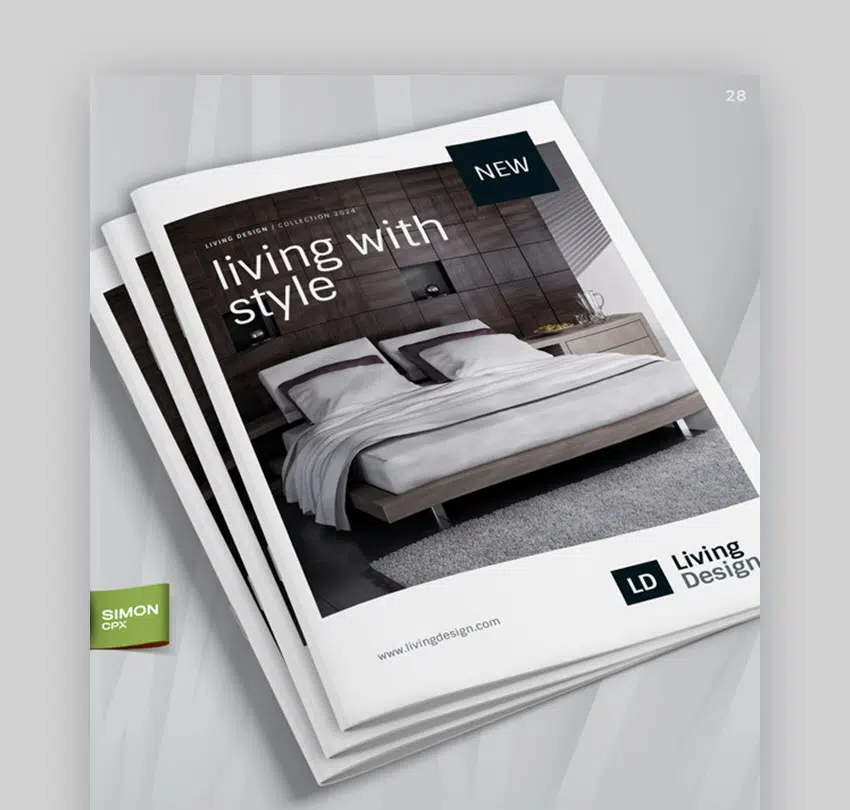 28
NEW
LIVING DESIGN / COLLECTION 2024
living with
style
SIMON
CPX
LD
Living
Design
www.livingdesign.com